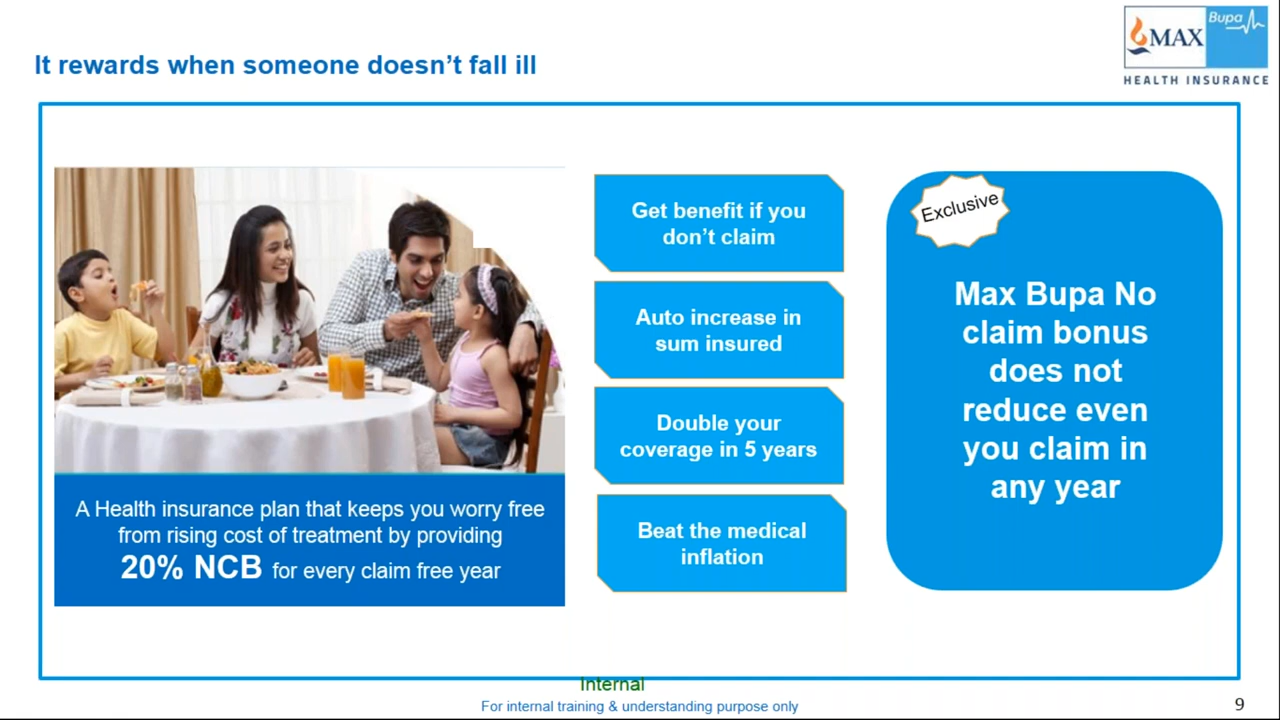 MAX
Bupa
HEALTH INSURANCE
It rewards when someone doesn’t fall ill
A Health insurance plan that keeps you worry free
from rising cost of treatment by providing
20% NCB for every claim free year
Get benefit if you
don’t claim
Auto increase in
sum insured
Double your
coverage in 5 years
Beat the medical
inflation
Exclusive
Max Bupa No
claim bonus
does not
reduce even
you claim in
any year
Internal
For internal training & understanding purpose only
9